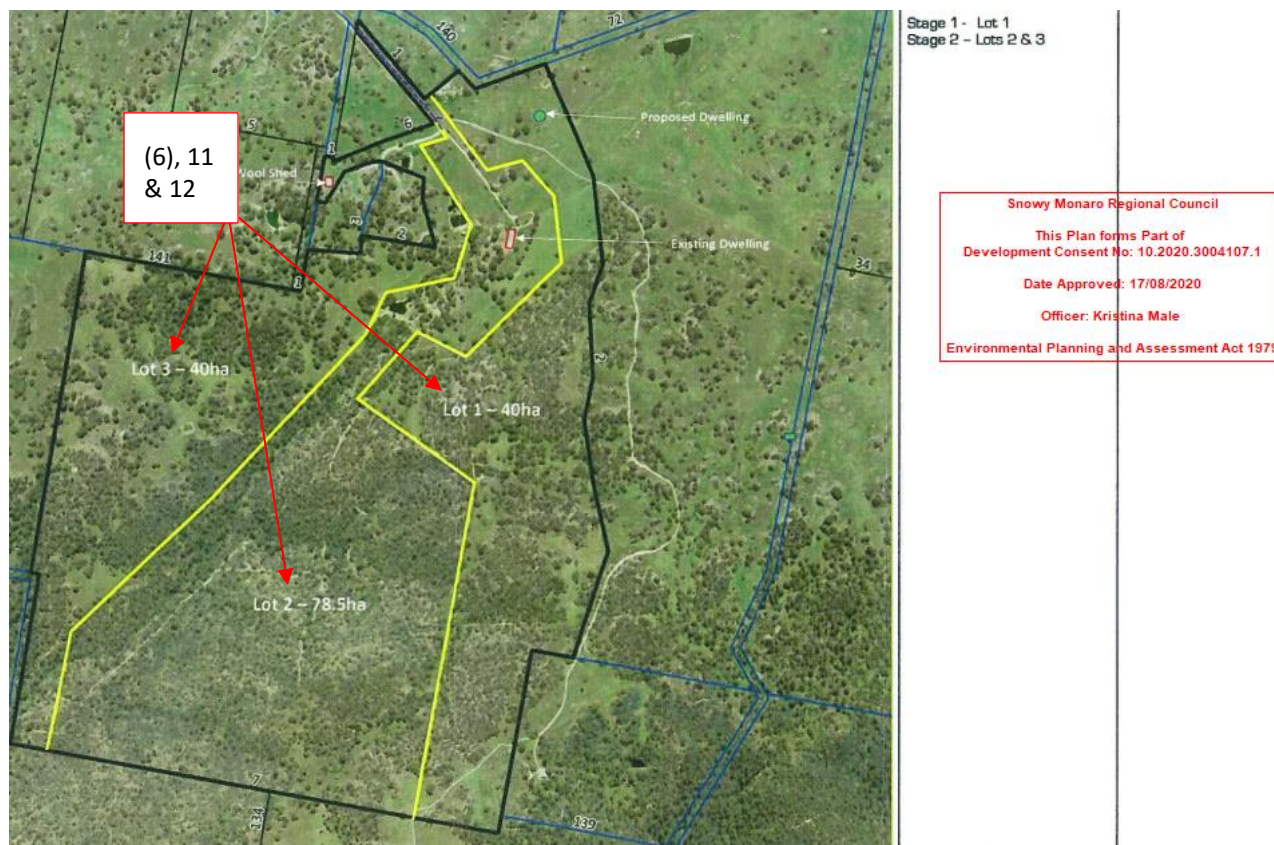 Stage 1 - Lot 1
Stage 2 – Lots 2 & 3
140
72
1
Proposed Dwelling
5
6
1
(6), 11
& 12
Wool Shed
3
2
Existing Dwelling
141
1
34
2
Lot 3 – 40ha
Lot 1 – 40ha
Lot 2 – 78.5ha
7
134
139
Snowy Monaro Regional Council
This Plan forms Part of
Development Consent No: 10.2020.3004107.1
Date Approved: 17/08/2020
Officer: Kristina Male
Environmental Planning and Assessment Act 1979